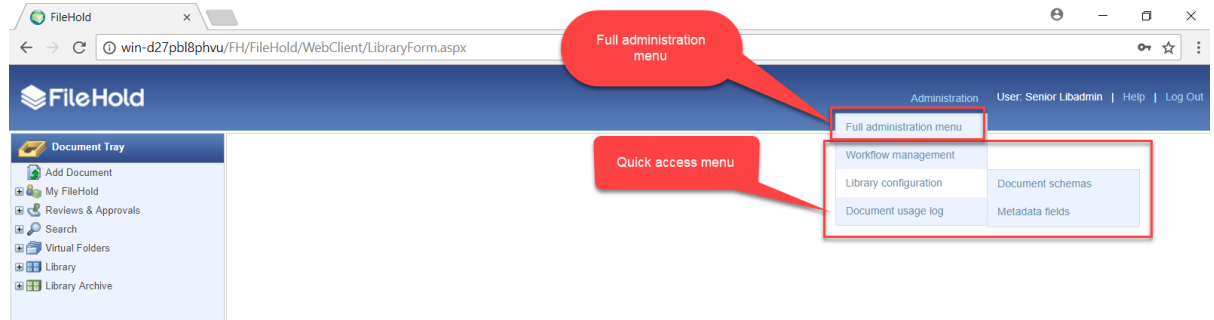 FileHold
win-d27pbl8phvu/FH/FileHold/WebClient/LibraryForm.aspx
Full administration
menu
FileHold
Administration User: Senior Libadmin | Help | Log Out
Full administration menu
Document Tray
Workflow management
Quick access menu
Add Document
Library configuration Document schemas
My FileHold
Reviews & Approvals
Document usage log Metadata fields
Search
Virtual Folders
Library
Library Archive